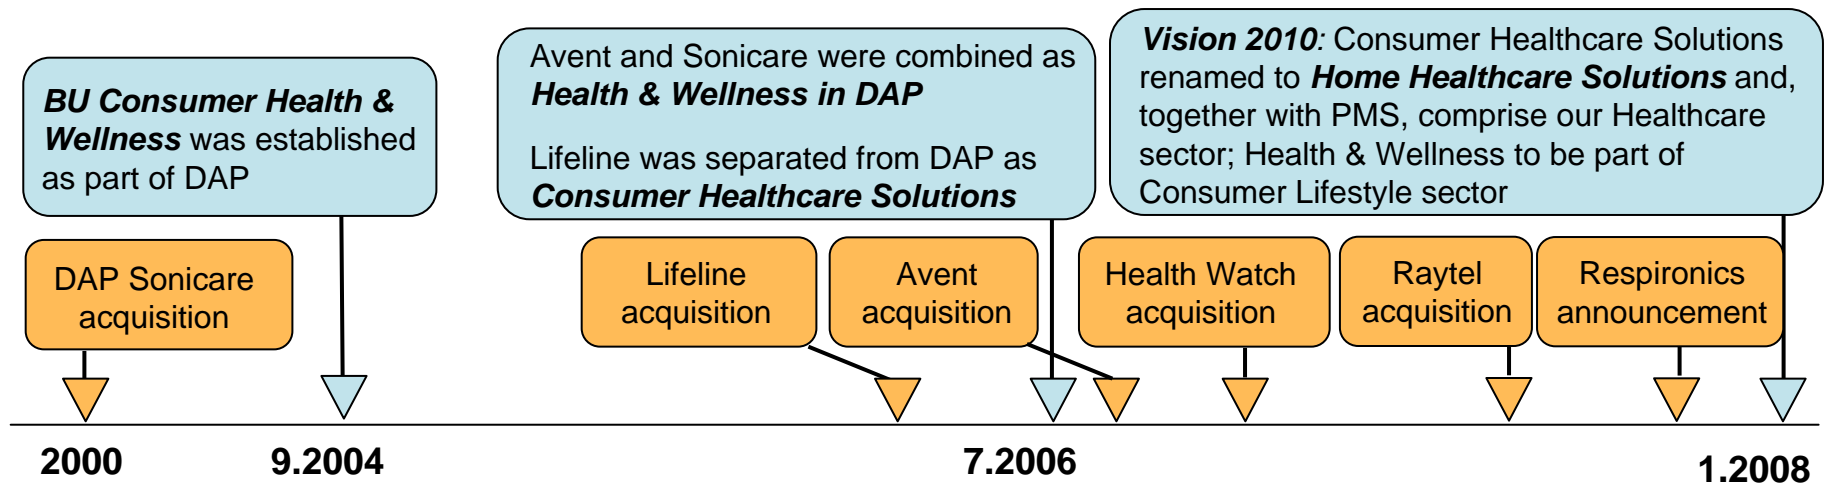 BU Consumer Health &
Wellness was established
as part of DAP
Avent and Sonicare were combined as
Health & Wellness in DAP
Lifeline was separated from DAP as
Consumer Healthcare Solutions
Vision 2010: Consumer Healthcare Solutions
renamed to Home Healthcare Solutions and,
together with PMS, comprise our Healthcare
sector; Health & Wellness to be part of
Consumer Lifestyle sector
DAP Sonicare
acquisition
Lifeline
acquisition
Avent
acquisition
Health Watch
acquisition
Raytel
acquisition
Respironics
announcement
2000
9.2004
7.2006
1.2008